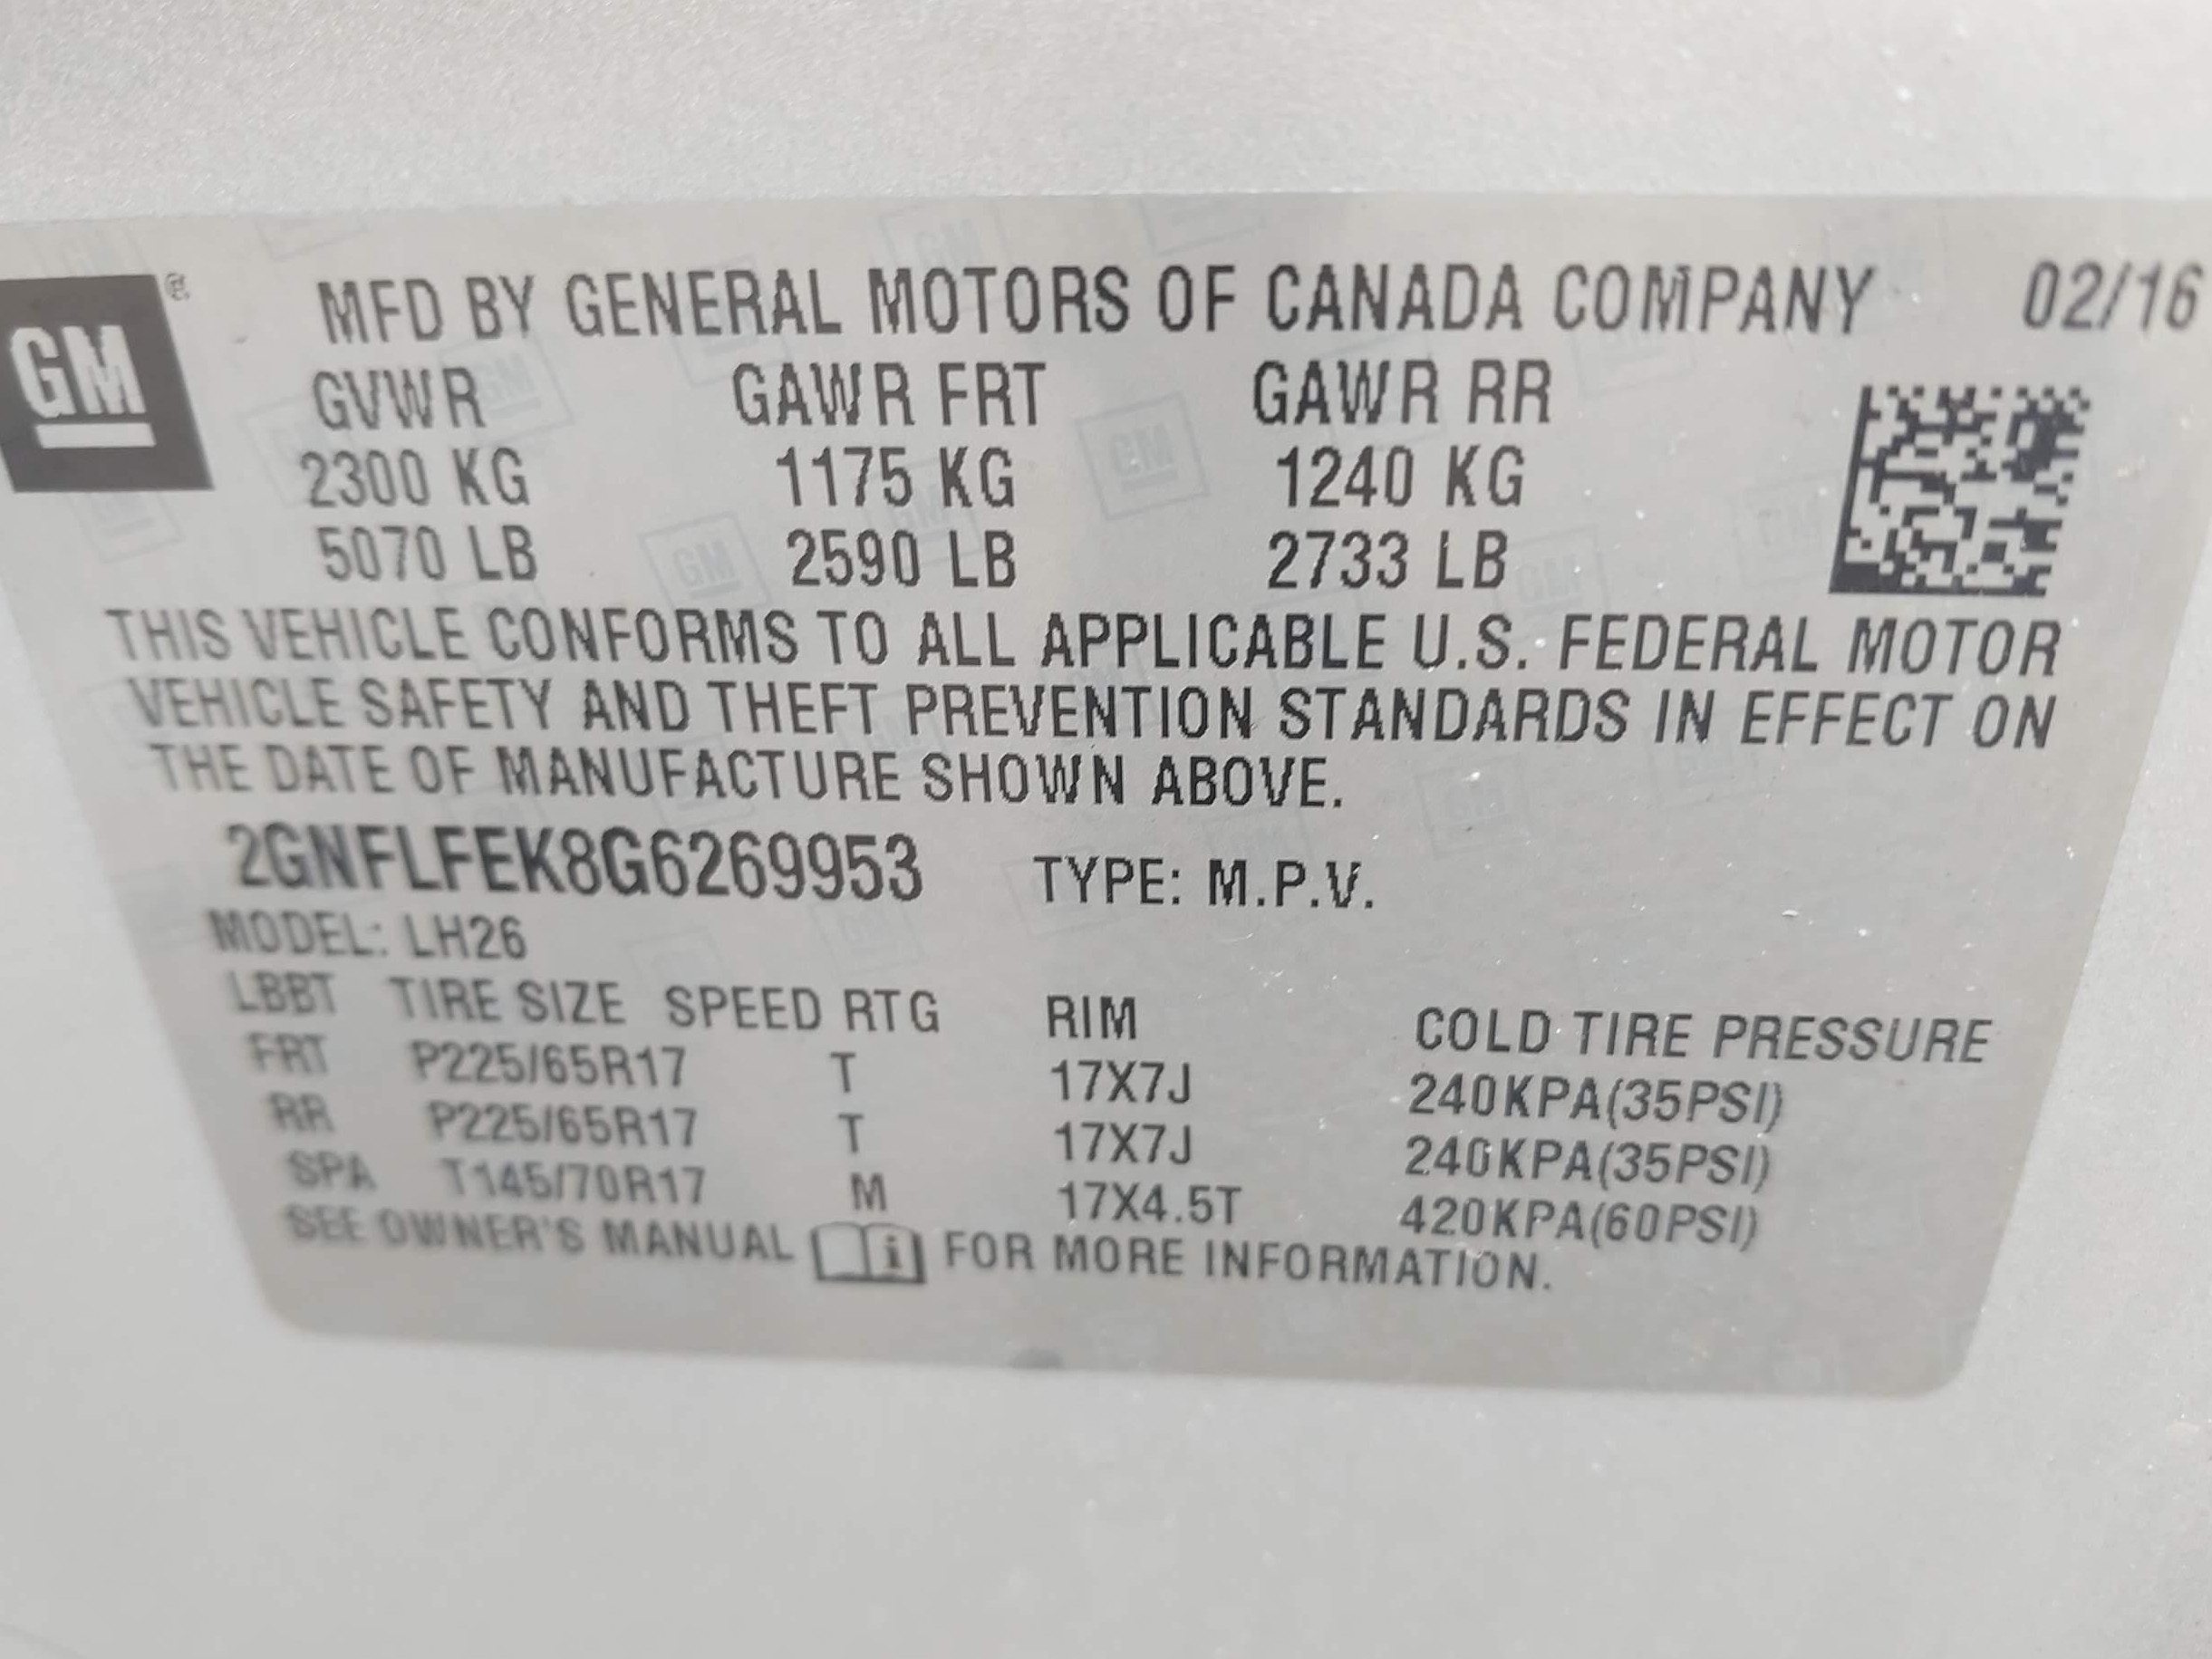 GM ® MFD BY GENERAL MOTORS OF CANADA COMPANY 02/16
GVWR GAWR FRT GAWR RR
2300 KG 1175 KG 1240 KG
5070 LB 2590 LB 2733 LB
THIS VEHICLE CONFORMS TO ALL APPLICABLE U.S. FEDERAL MOTOR
VEHICLE SAFETY AND THEFT PREVENTION STANDARDS IN EFFECT ON
THE DATE OF MANUFACTURE SHOWN ABOVE.
2GNFLFEK8G6269953 TYPE: M.P.V.
MODEL: LH26
LBBT TIRE SIZE SPEED RTG RIM COLD TIRE PRESSURE
FRT P225/65R17 T 17X7J 240KPA(35PSI)
RR P225/65R17 T 17X7J 240KPA(35PSI)
SPA T145/70R17 M 17X4.5T 420KPA(60PSI)
SEE OWNER'S MANUAL i FOR MORE INFORMATION.